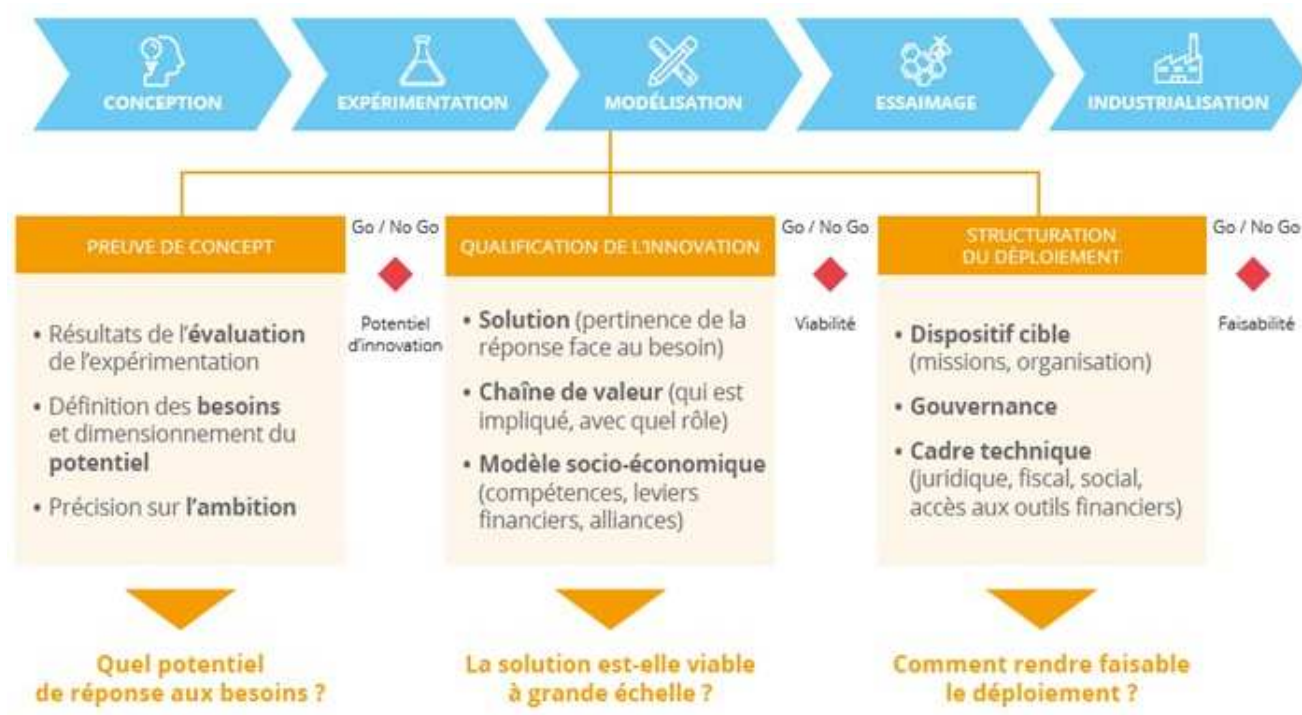 CONCEPTION
EXPÉRIMENTATION
MODÉLISATION
ESSAIMAGE
INDUSTRIALISATION
PREUVE DE CONCEPT
• Résultats de l'évaluation
de l'expérimentation
• Définition des besoins
et dimensionnement du
potentiel
• Précision sur l'ambition
Quel potentiel
de réponse aux besoins ?
Go / No Go
Potentiel
d'innovation
QUALIFICATION DE L'INNOVATION
• Solution (pertinence de la
réponse face au besoin)
• Chaîne de valeur (qui est
impliqué, avec quel rôle)
• Modèle socio-économique
(compétences, leviers
financiers, alliances)
La solution est-elle viable
à grande échelle ?
Go / No Go
Viabilité
STRUCTURATION
DU DÉPLOIEMENT
• Dispositif cible
(missions, organisation)
• Gouvernance
• Cadre technique
(juridique, fiscal, social,
accès aux outils financiers)
Comment rendre faisable
le déploiement ?
Go / No Go
Faisabilité